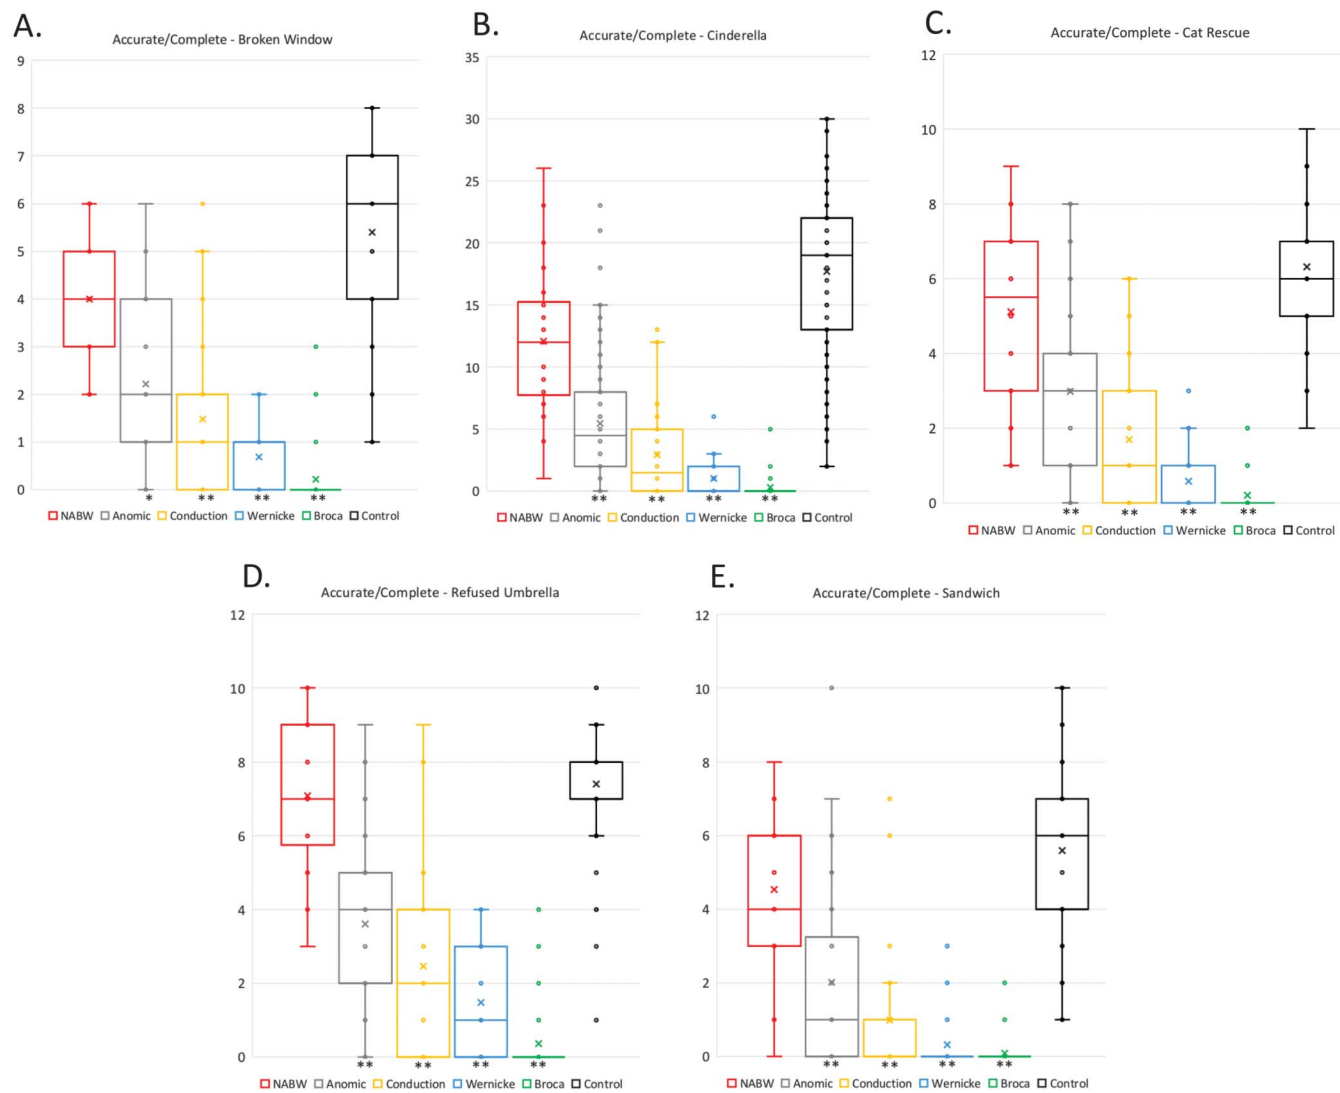 A.
Accurate/Complete - Broken Window
9
8
7
6
5
4
3
2
1
0
* ** ** **
NABW Anomic Conduction Wernicke Broca Control
B.
Accurate/Complete - Cinderella
35
30
25
20
15
10
5
0
** ** ** **
NABW Anomic Conduction Wernicke Broca Control
C.
Accurate/Complete - Cat Rescue
12
10
8
6
4
2
0
** ** ** **
NABW Anomic Conduction Wernicke Broca Control
D.
Accurate/Complete - Refused Umbrella
12
10
8
6
4
2
0
** ** ** **
NABW Anomic Conduction Wernicke Broca Control
E.
Accurate/Complete - Sandwich
12
10
8
6
4
2
0
** ** ** **
NABW Anomic Conduction Wernicke Broca Control